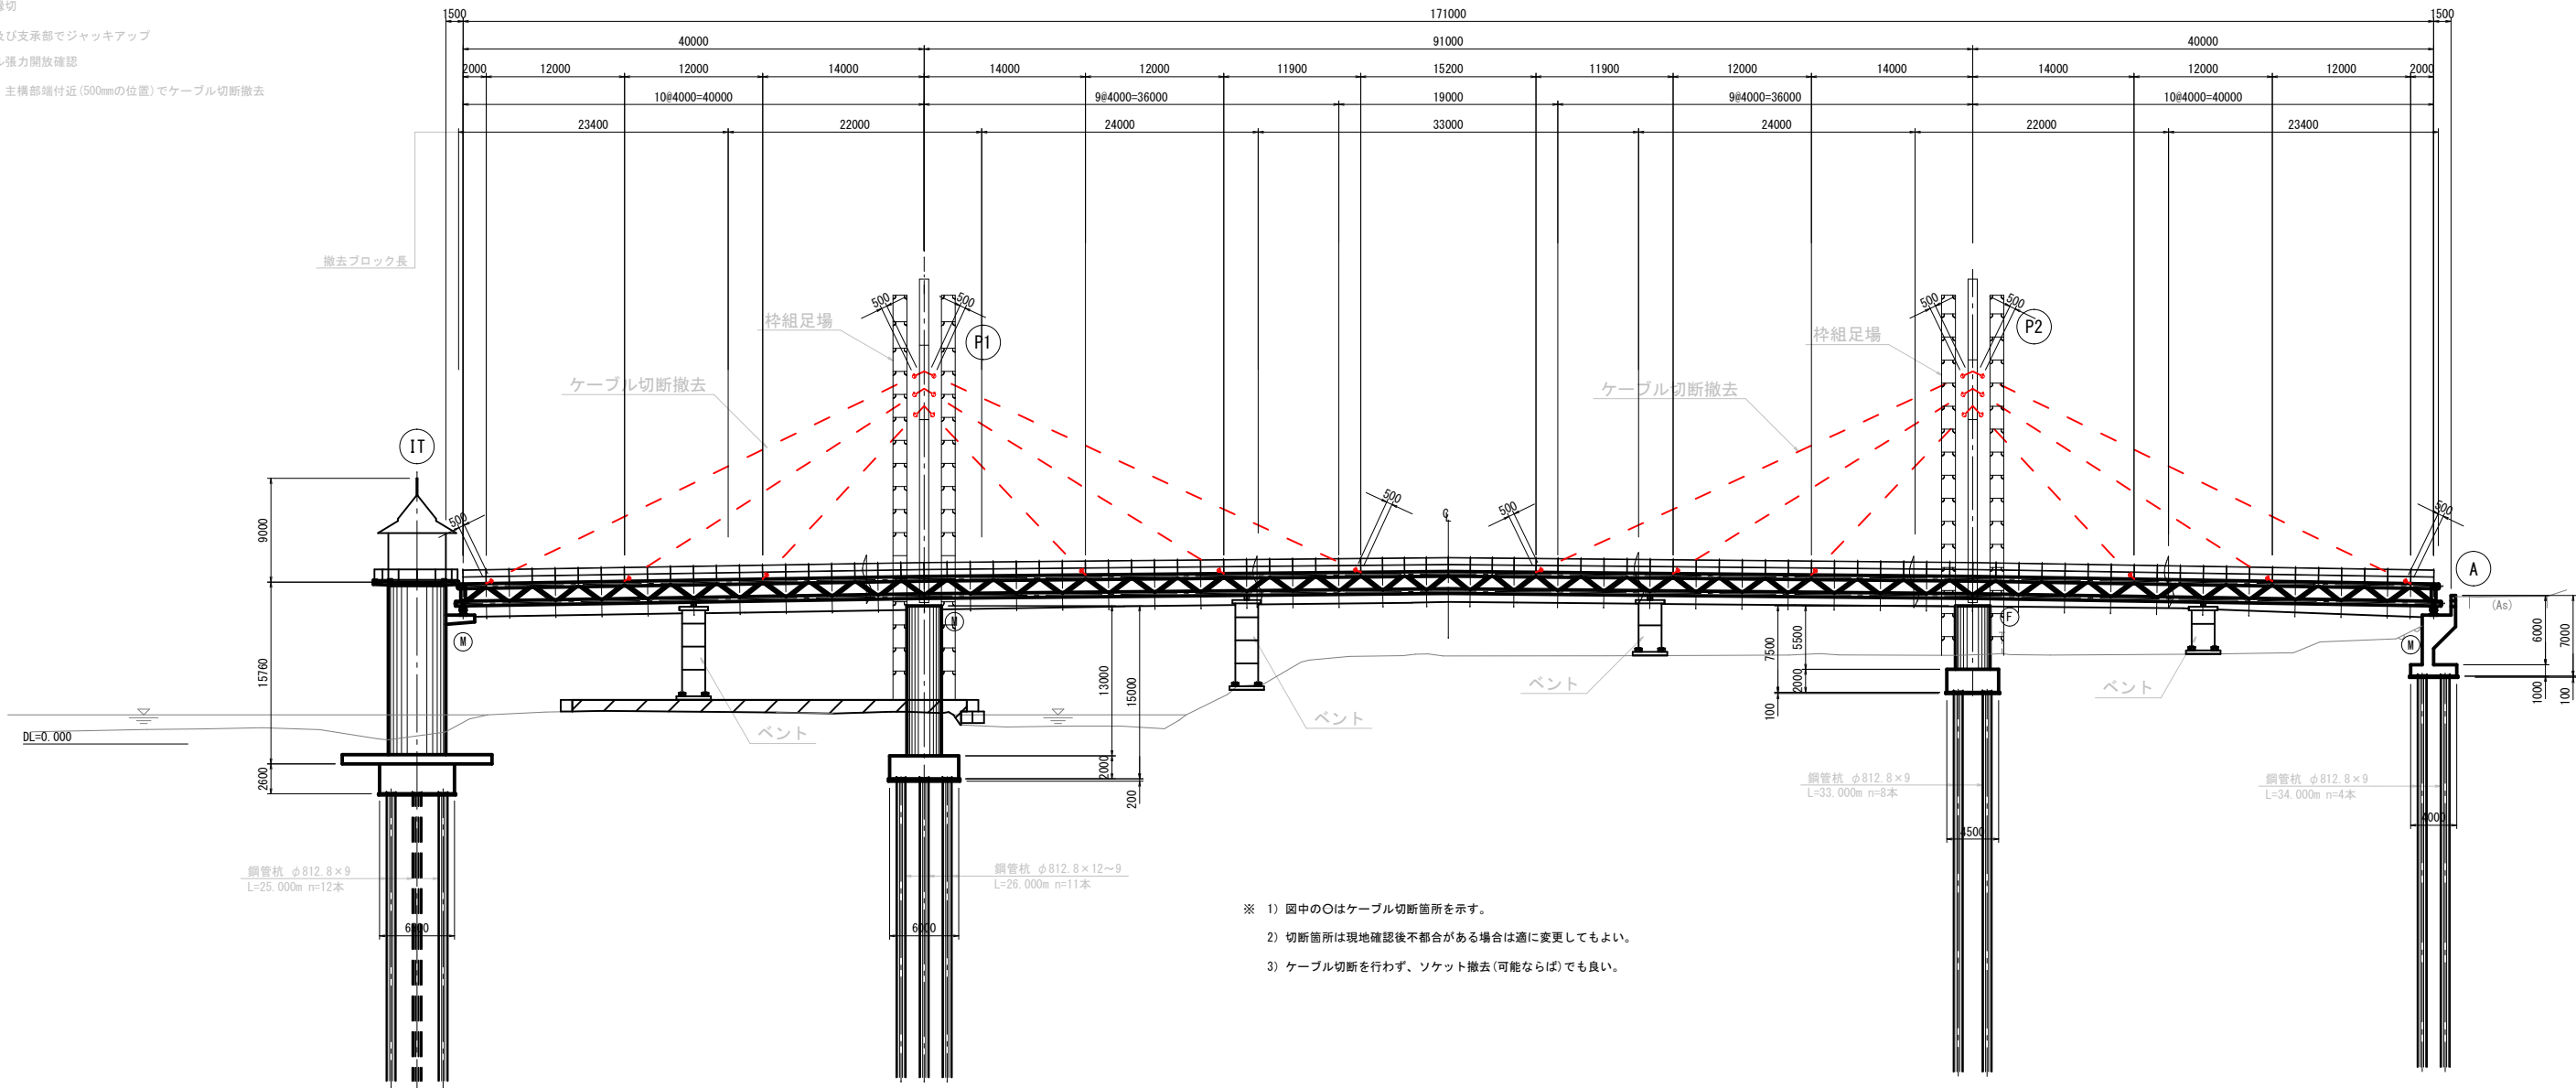 縁切
及び支承部でジャッキアップ
ル張力開放確認
主構部端付近(500mmの位置)でケーブル切断撤去
1500 171000 1500
40000 91000 40000
2000 12000 12000 14000 14000 12000 11900 15200 11900 12000 14000 14000 12000 12000 2000
10@4000=40000 9@4000=36000 19000 9@4000=36000 10@4000=40000
23400 22000 24000 33000 24000 22000 23400
撤去ブロック長
500 500 500 500
枠組足場 P1 枠組足場 P2
ケーブル切断撤去 ケーブル切断撤去
IT
500 500 500 500
9000
A
(As)
M M F M
15760
13000 15000
7500 5500
6000 7000
ベント ベント ベント ベント
DL=0.000
2600
2000
200
2000
100
1000
100
鋼管杭 φ812.8×9
L=33.000m n=8本
鋼管杭 φ812.8×9
L=34.000m n=4本
4500
4000
鋼管杭 φ812.8×9
L=25.000m n=12本
鋼管杭 φ812.8×12~9
L=26.000m n=11本
6000
※ 1) 図中の○はケーブル切断箇所を示す。
2) 切断箇所は現地確認後不都合がある場合は適に変更してもよい。
3) ケーブル切断を行わず、ソケット撤去(可能ならば)でも良い。